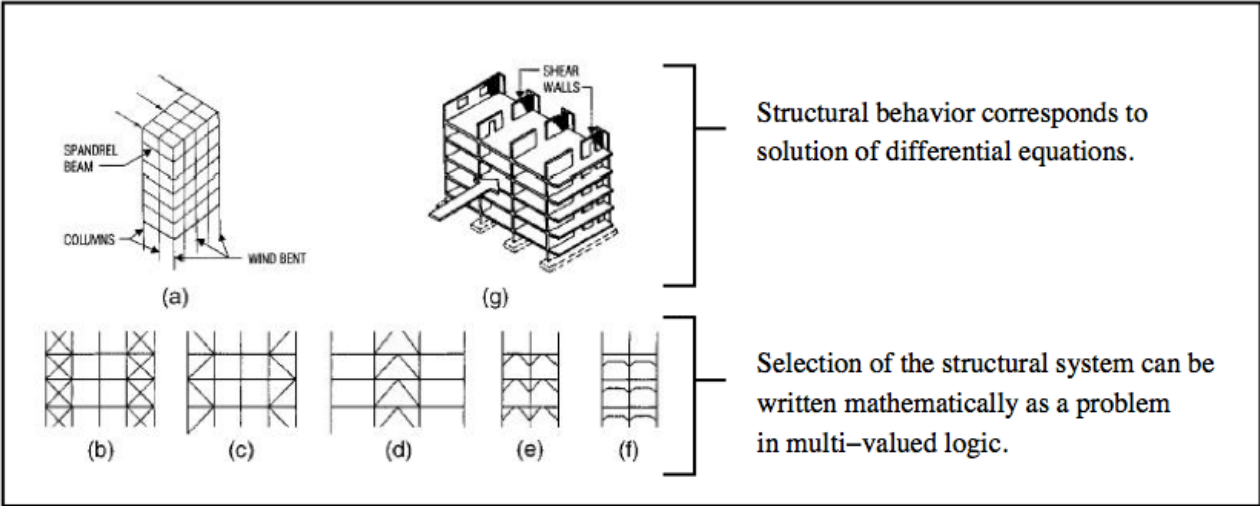 SHEAR
WALLS
SPANDREL
BEAM
COLUMNS
WIND BENT
(a)
(g)
Structural behavior corresponds to
solution of differential equations.
(b)
(c)
(d)
(e)
(f)
Selection of the structural system can be
written mathematically as a problem
in multi−valued logic.